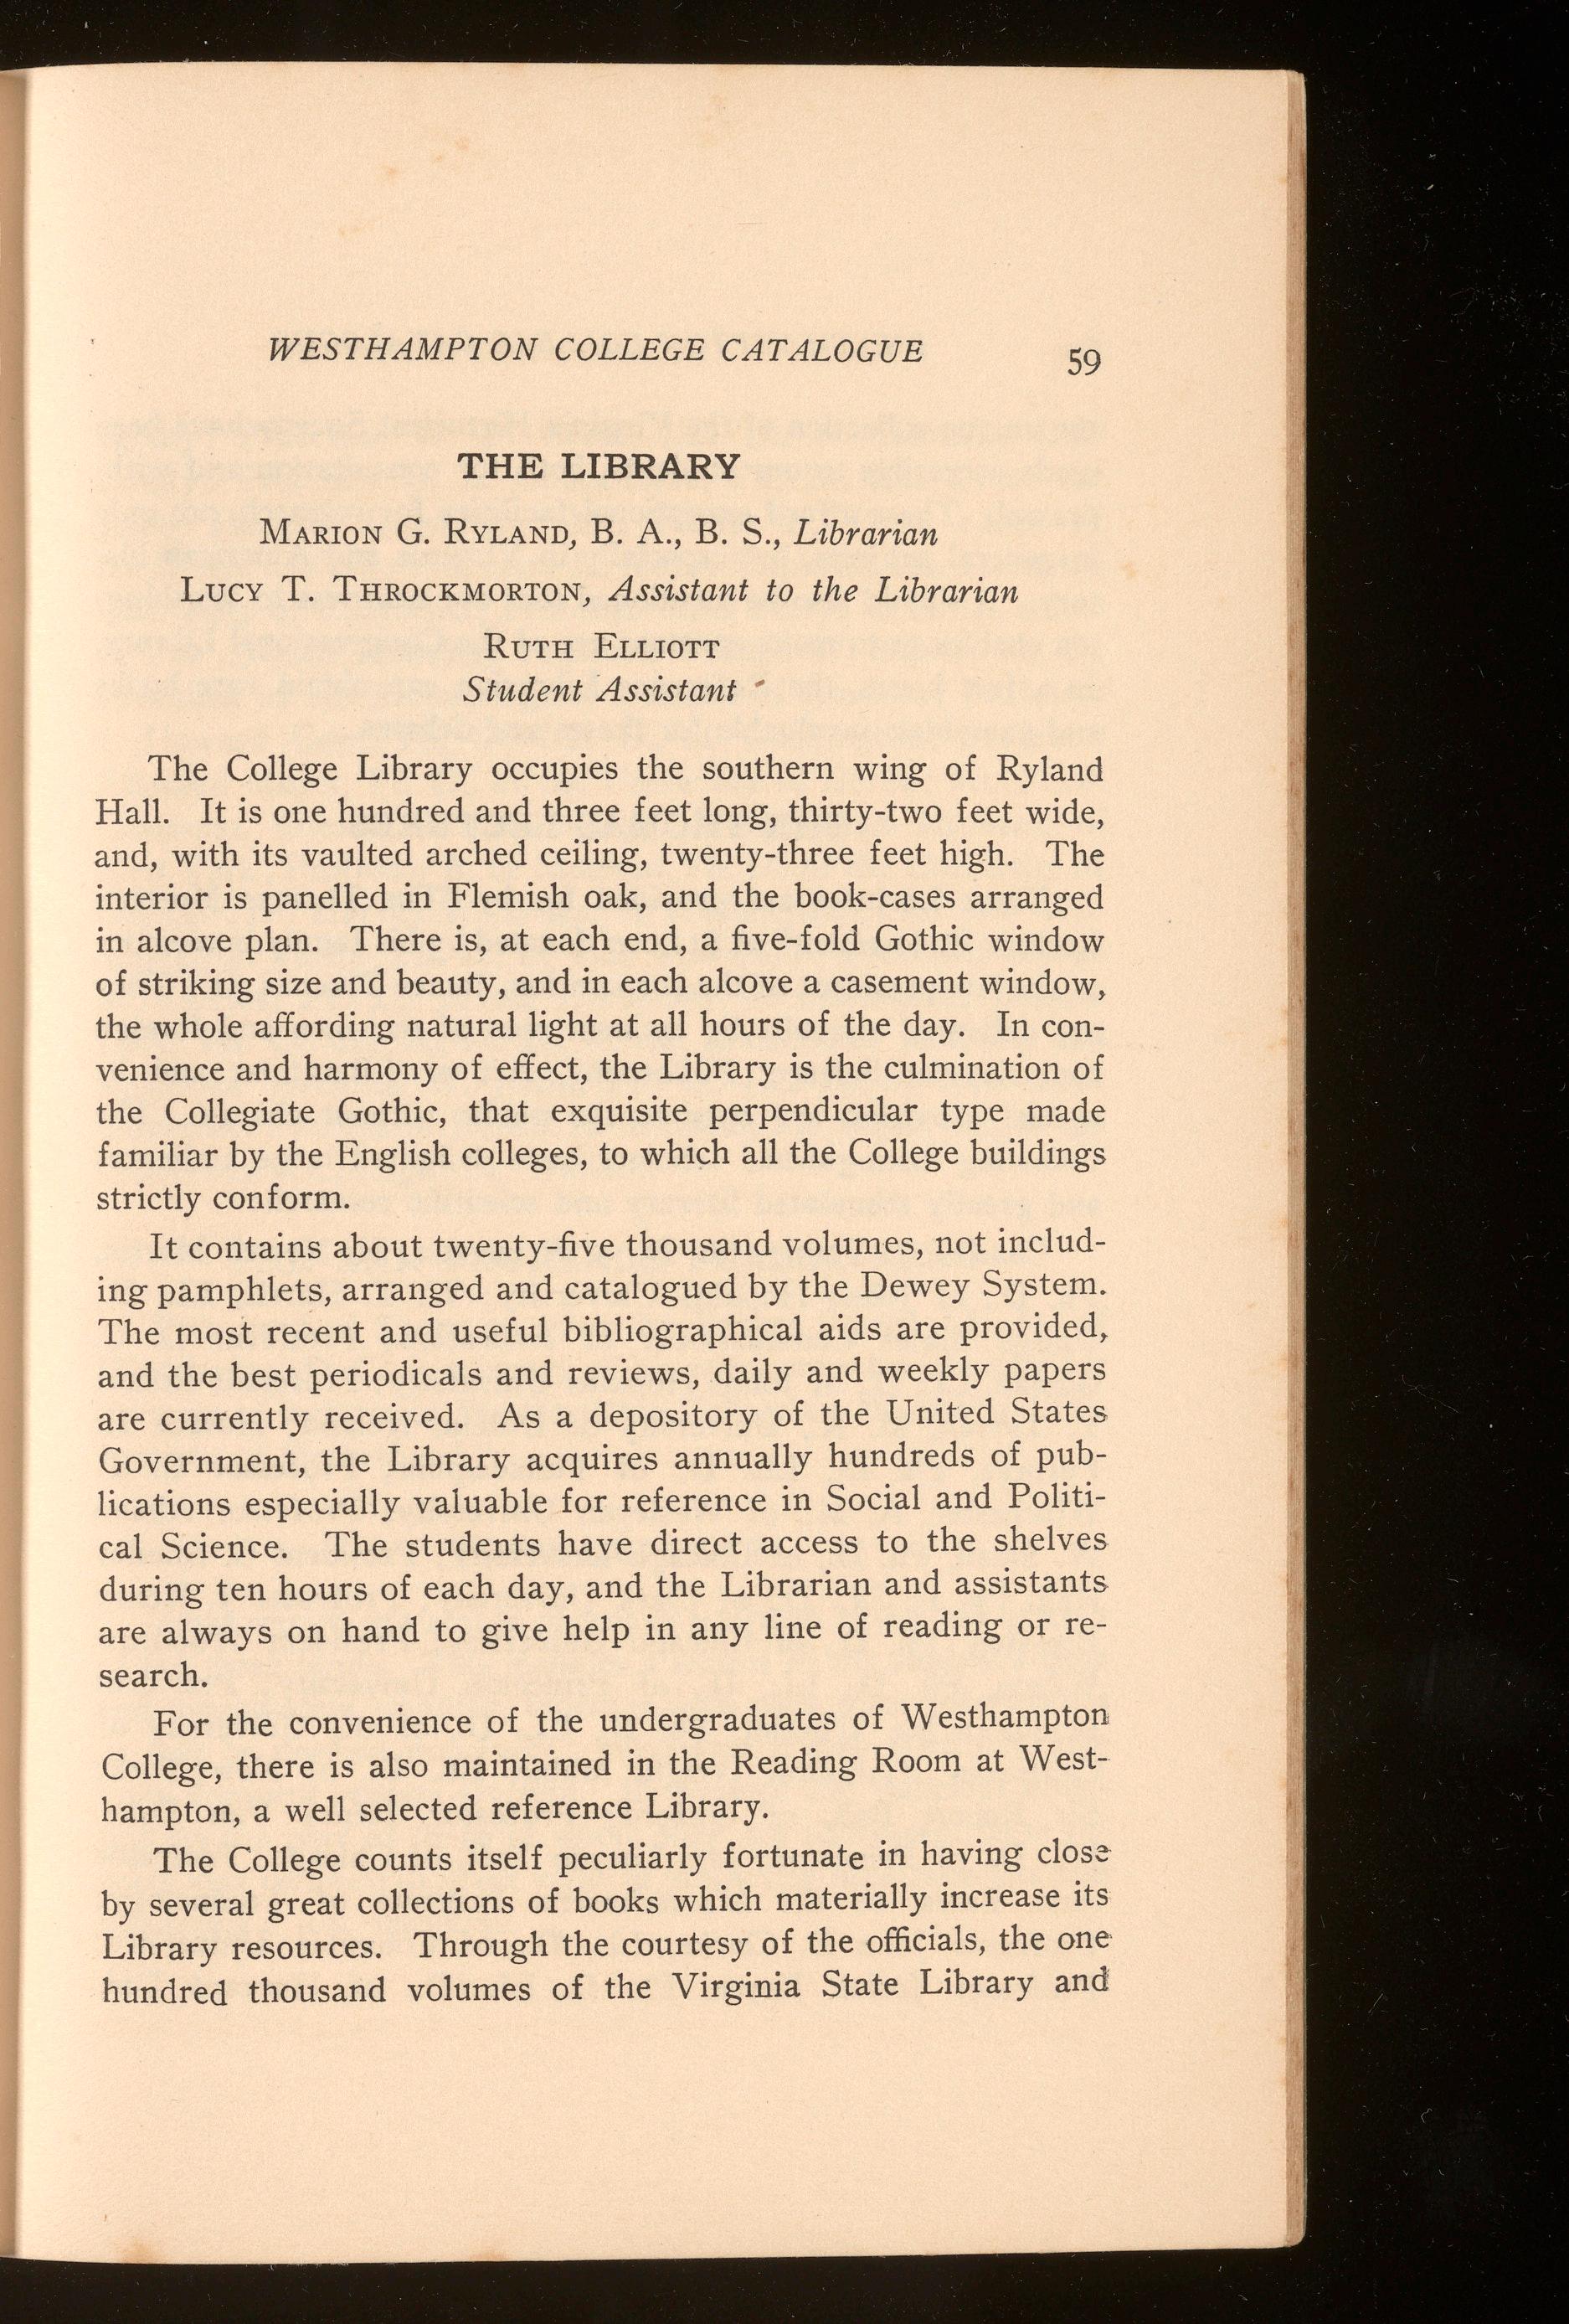 WESTHAMPTON COLLEGE CATALOGUE 59
THE LIBRARY
MARION G. RYLAND, B. A., B. S., Librarian
LUCY T. THROCKMORTON, Assistant to the Librarian
RUTH ELLIOTT
Student Assistant
The College Library occupies the southern wing of Ryland
Hall. It is one hundred and three feet long, thirty-two feet wide,
and, with its vaulted arched ceiling, twenty-three feet high. The
interior is panelled in Flemish oak, and the book-cases arranged
in alcove plan. There is, at each end, a five-fold Gothic window
of striking size and beauty, and in each alcove a casement window,
the whole affording natural light at all hours of the day. In con-
venience and harmony of effect, the Library is the culmination of
the Collegiate Gothic, that exquisite perpendicular type made
familiar by the English colleges, to which all the College buildings
strictly conform.
It contains about twenty-five thousand volumes, not includ-
ing pamphlets, arranged and catalogued by the Dewey System.
The most recent and useful bibliographical aids are provided,
and the best periodicals and reviews, daily and weekly papers
are currently received. As a depository of the United States
Government, the Library acquires annually hundreds of pub-
lications especially valuable for reference in Social and Politi-
cal Science. The students have direct access to the shelves
during ten hours of each day, and the Librarian and assistants
are always on hand to give help in any line of reading or re-
search.
For the convenience of the undergraduates of Westhampton
College, there is also maintained in the Reading Room at West-
hampton, a well selected reference Library.
The College counts itself peculiarly fortunate in having close
by several great collections of books which materially increase its
Library resources. Through the courtesy of the officials, the one
hundred thousand volumes of the Virginia State Library and